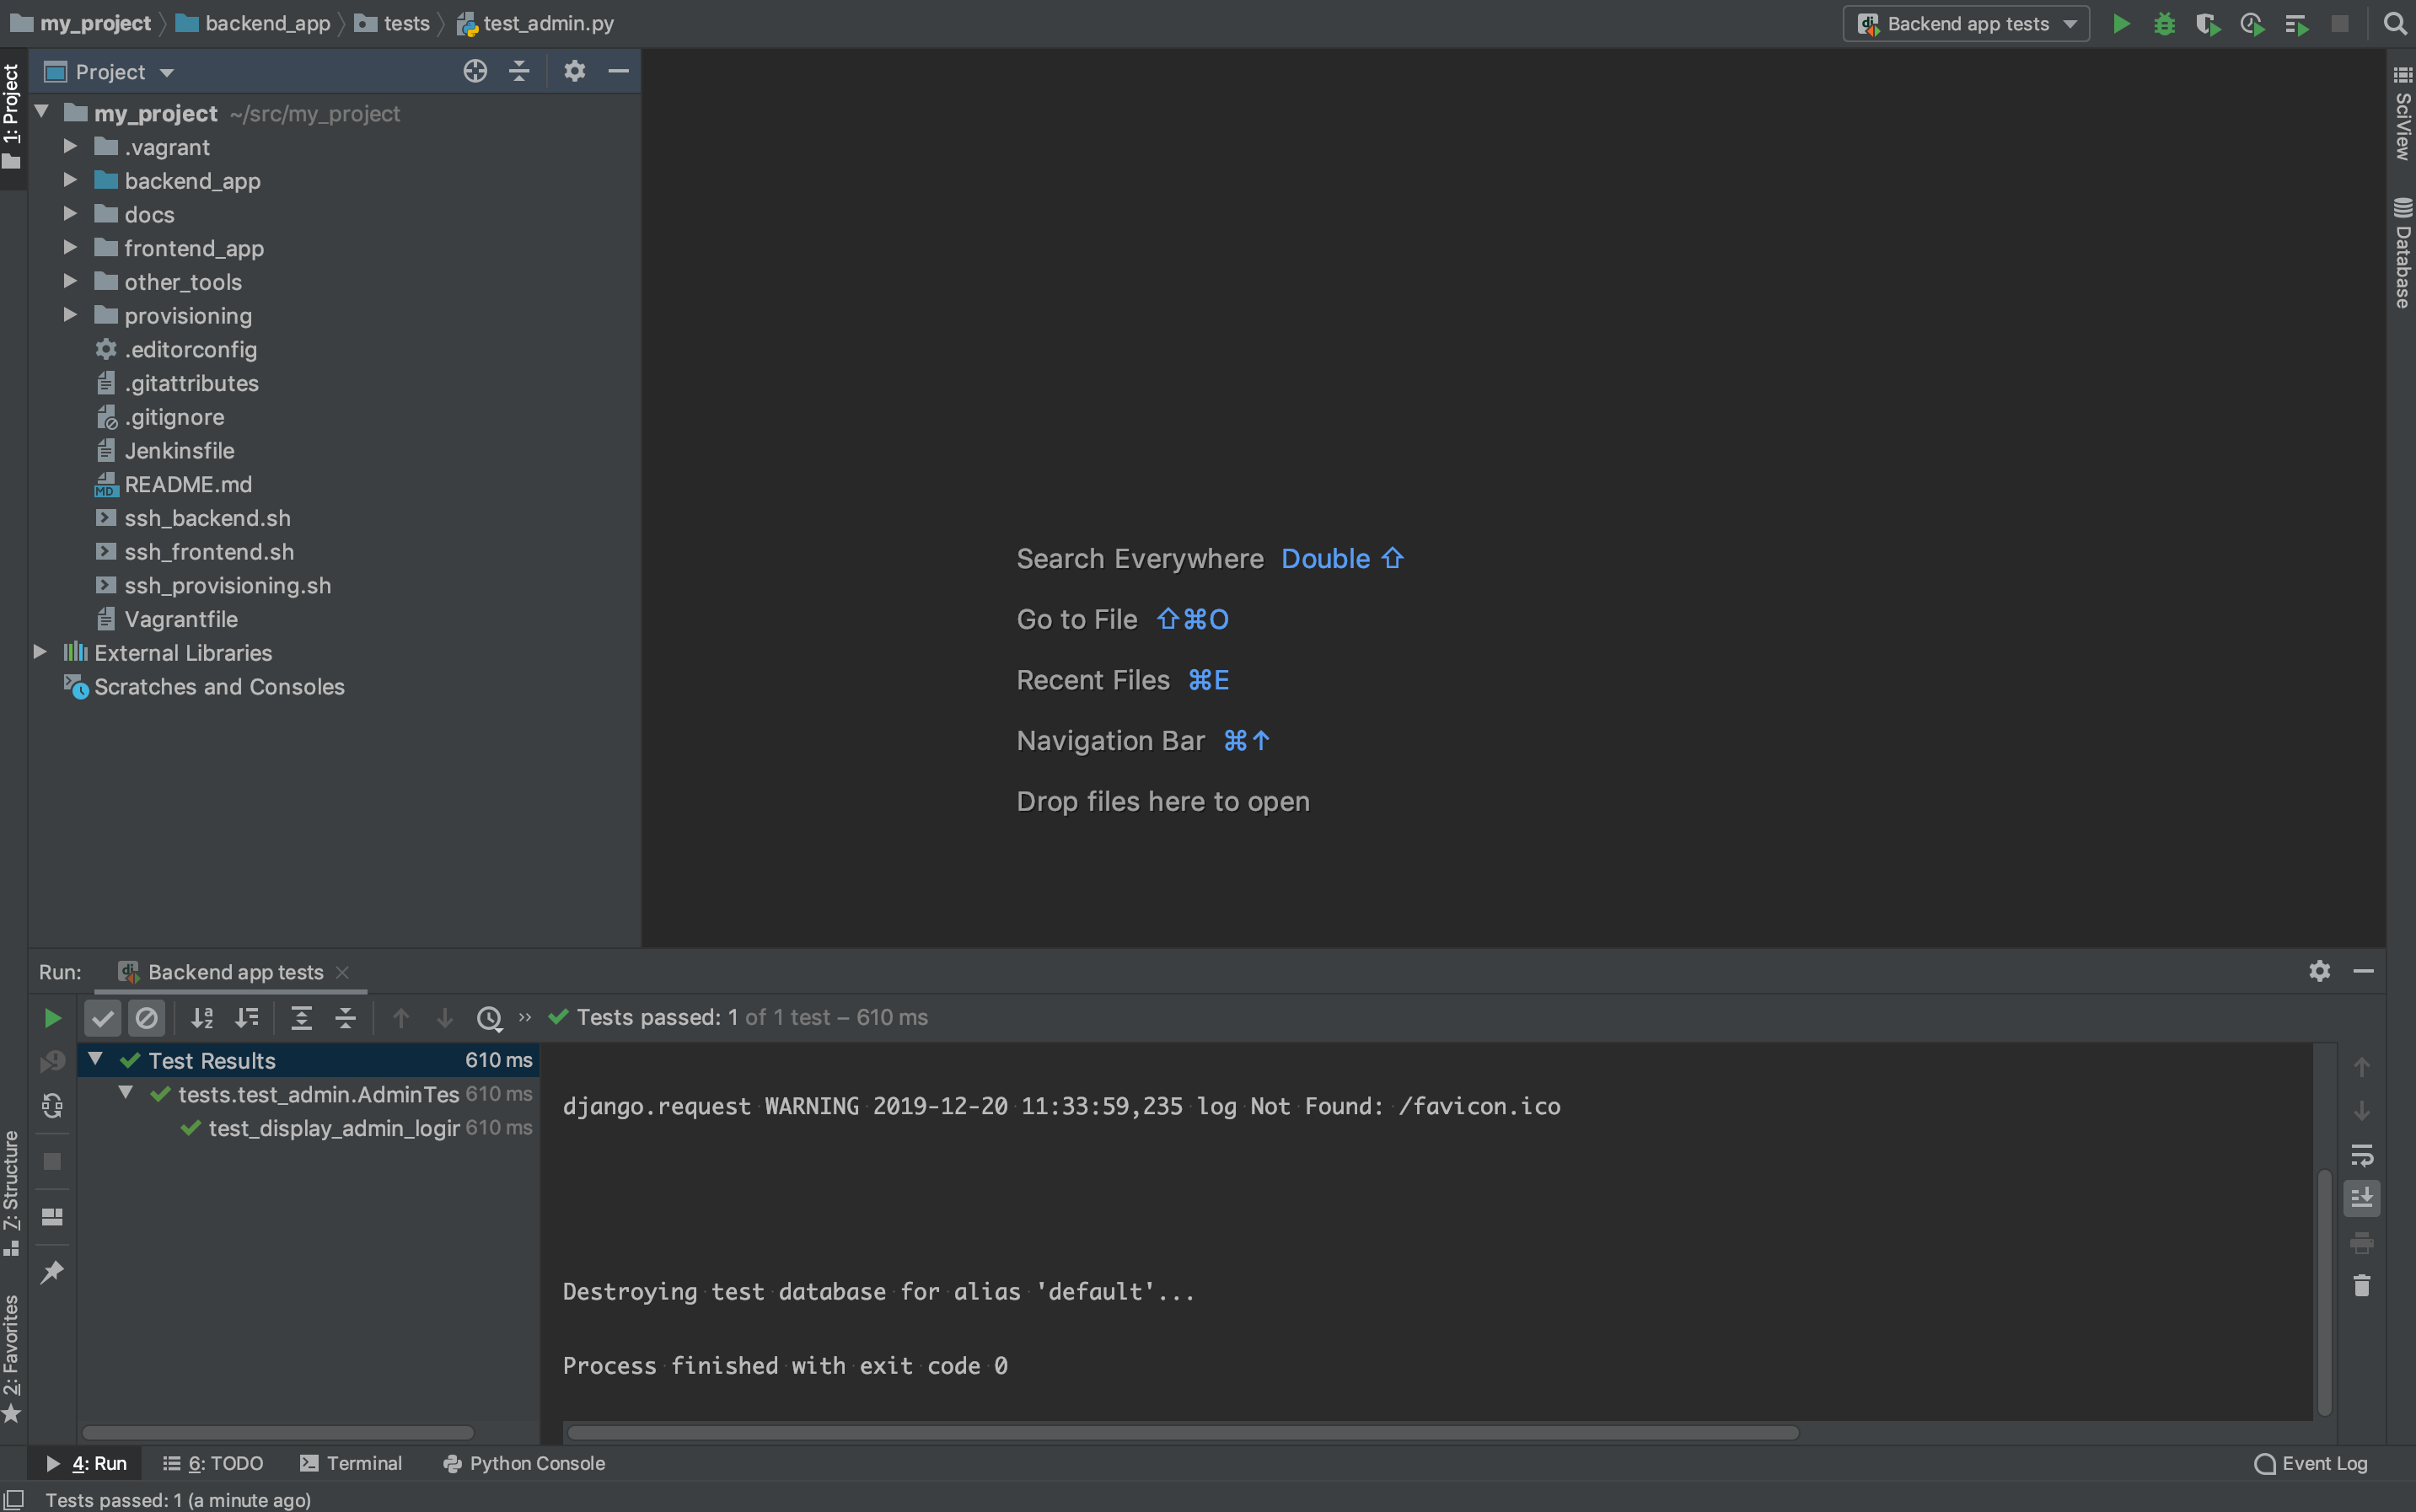 my_project backend_app tests test_admin.py
Backend app tests
1: Project
Project
my_project ~/src/my_project
.vagrant
backend_app
docs
frontend_app
other_tools
provisioning
.editorconfig
.gitattributes
.gitignore
Jenkinsfile
MD README.md
ssh_backend.sh
ssh_frontend.sh
ssh_provisioning.sh
Vagrantfile
External Libraries
Scratches and Consoles
Search Everywhere Double ⇧
Go to File ⇧⌘O
Recent Files ⌘E
Navigation Bar ⌘↑
Drop files here to open
SciView
Database
Run: Backend app tests
Tests passed: 1 of 1 test – 610 ms
Test Results 610 ms
tests.test_admin.AdminTes 610 ms
test_display_admin_logir 610 ms
django.request WARNING 2019-12-20 11:33:59,235 log Not Found: /favicon.ico
Destroying test database for alias 'default'...
Process finished with exit code 0
7: Structure
2: Favorites
4: Run 6: TODO Terminal Python Console Event Log
Tests passed: 1 (a minute ago)